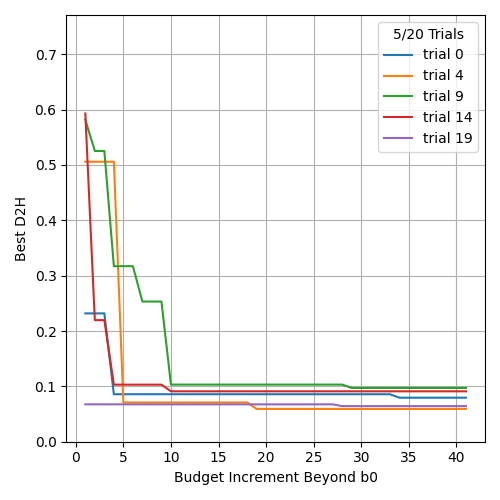 5/20 Trials
trial 0
trial 4
trial 9
trial 14
trial 19
0.7
0.6
0.5
0.4
0.3
0.2
0.1
0.0
Best D2H
0 5 10 15 20 25 30 35 40
Budget Increment Beyond b0